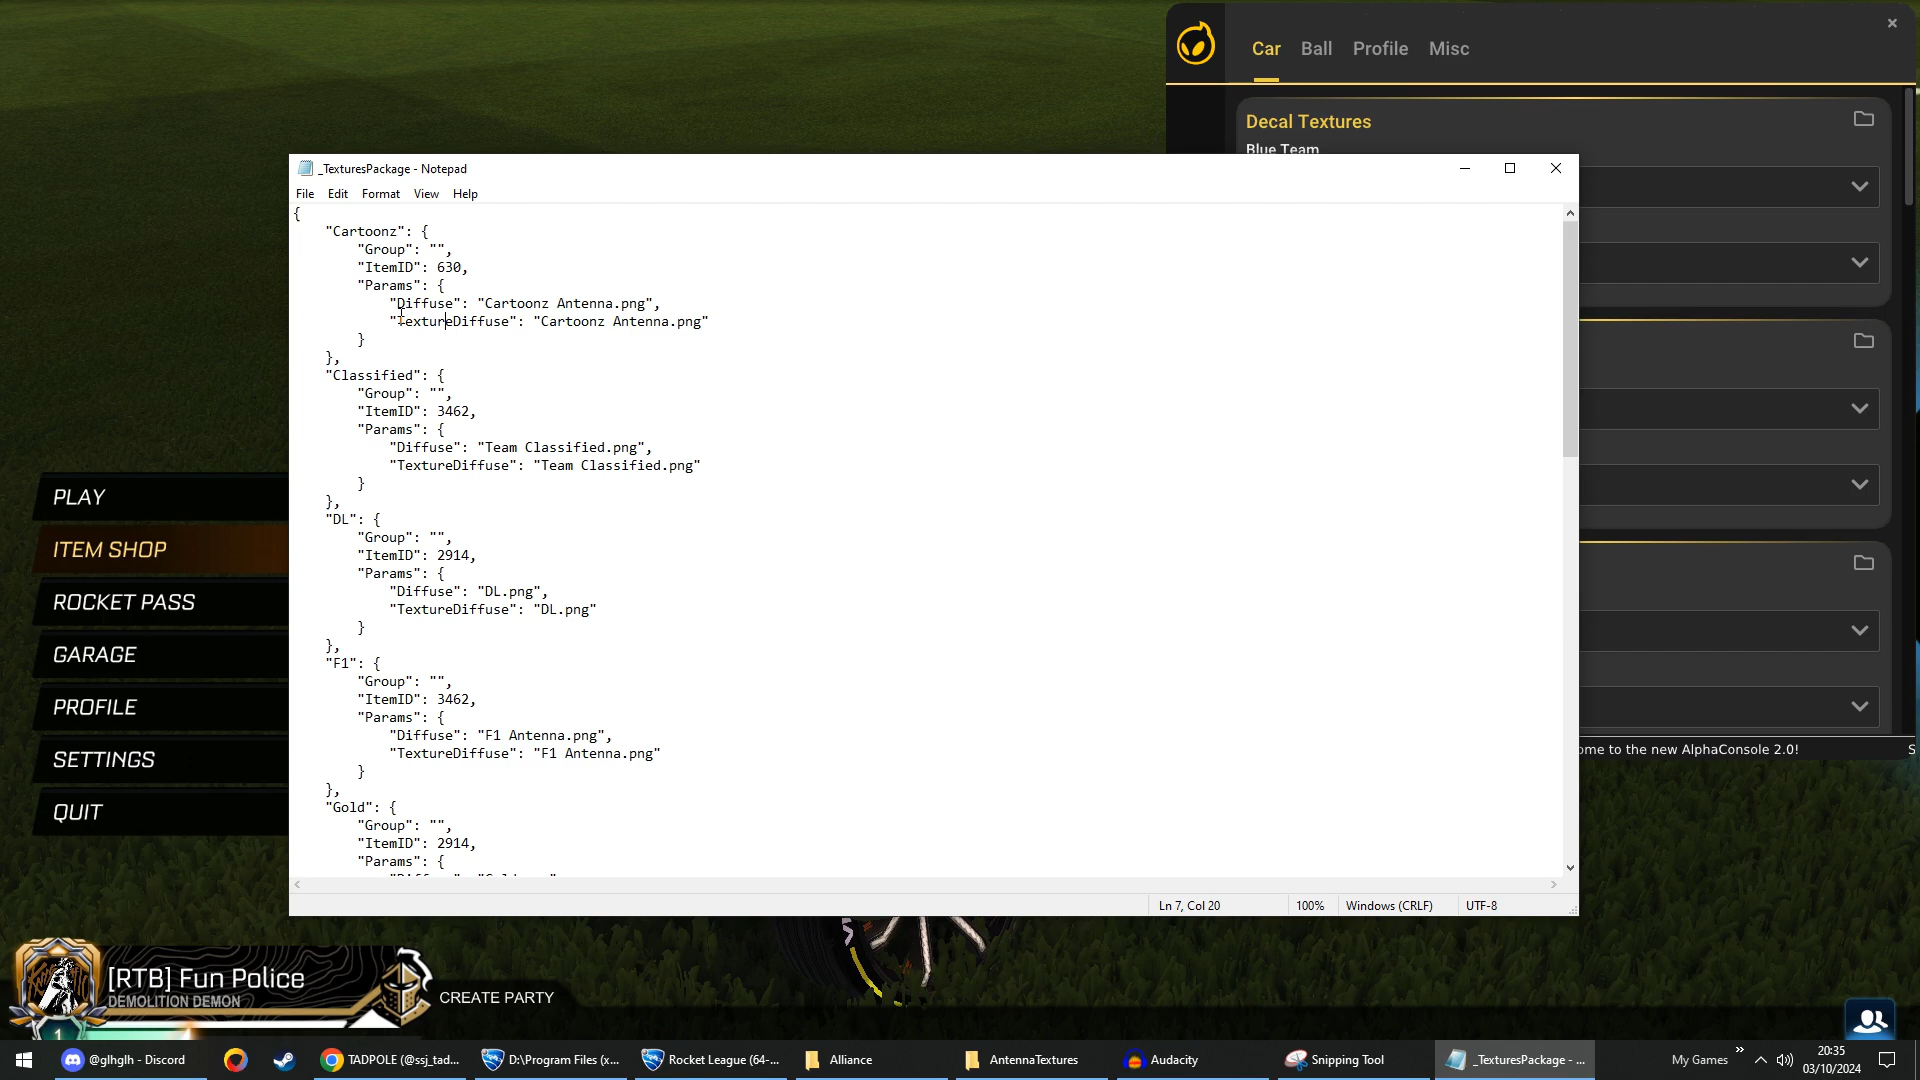 Car Ball Profile Misc
Decal Textures
Blue Team
_TexturesPackage - Notepad
File Edit Format View Help
{
"Cartoonz": {
"Group": "",
"ItemID": 630,
"Params": {
"Diffuse": "Cartoonz Antenna.png",
"TextureDiffuse": "Cartoonz Antenna.png"
}
},
"Classified": {
"Group": "",
"ItemID": 3462,
"Params": {
"Diffuse": "Team Classified.png",
"TextureDiffuse": "Team Classified.png"
}
},
"DL": {
"Group": "",
"ItemID": 2914,
"Params": {
"Diffuse": "DL.png",
"TextureDiffuse": "DL.png"
}
},
"F1": {
"Group": "",
"ItemID": 3462,
"Params": {
"Diffuse": "F1 Antenna.png",
"TextureDiffuse": "F1 Antenna.png"
}
},
"Gold": {
"Group": "",
"ItemID": 2914,
"Params": {
Ln 7, Col 20 100% Windows (CRLF) UTF-8
PLAY
ITEM SHOP
ROCKET PASS
GARAGE
PROFILE
SETTINGS
QUIT
ome to the new AlphaConsole 2.0! S
[RTB] Fun Police
DEMOLITION DEMON
CREATE PARTY
1
@glhglh - Discord
TADPOLE (@ssj_tad...
D:\Program Files (x...
Rocket League (64-...
Alliance
AntennaTextures
Audacity
Snipping Tool
_TexturesPackage - ...
My Games
20:35
03/10/2024